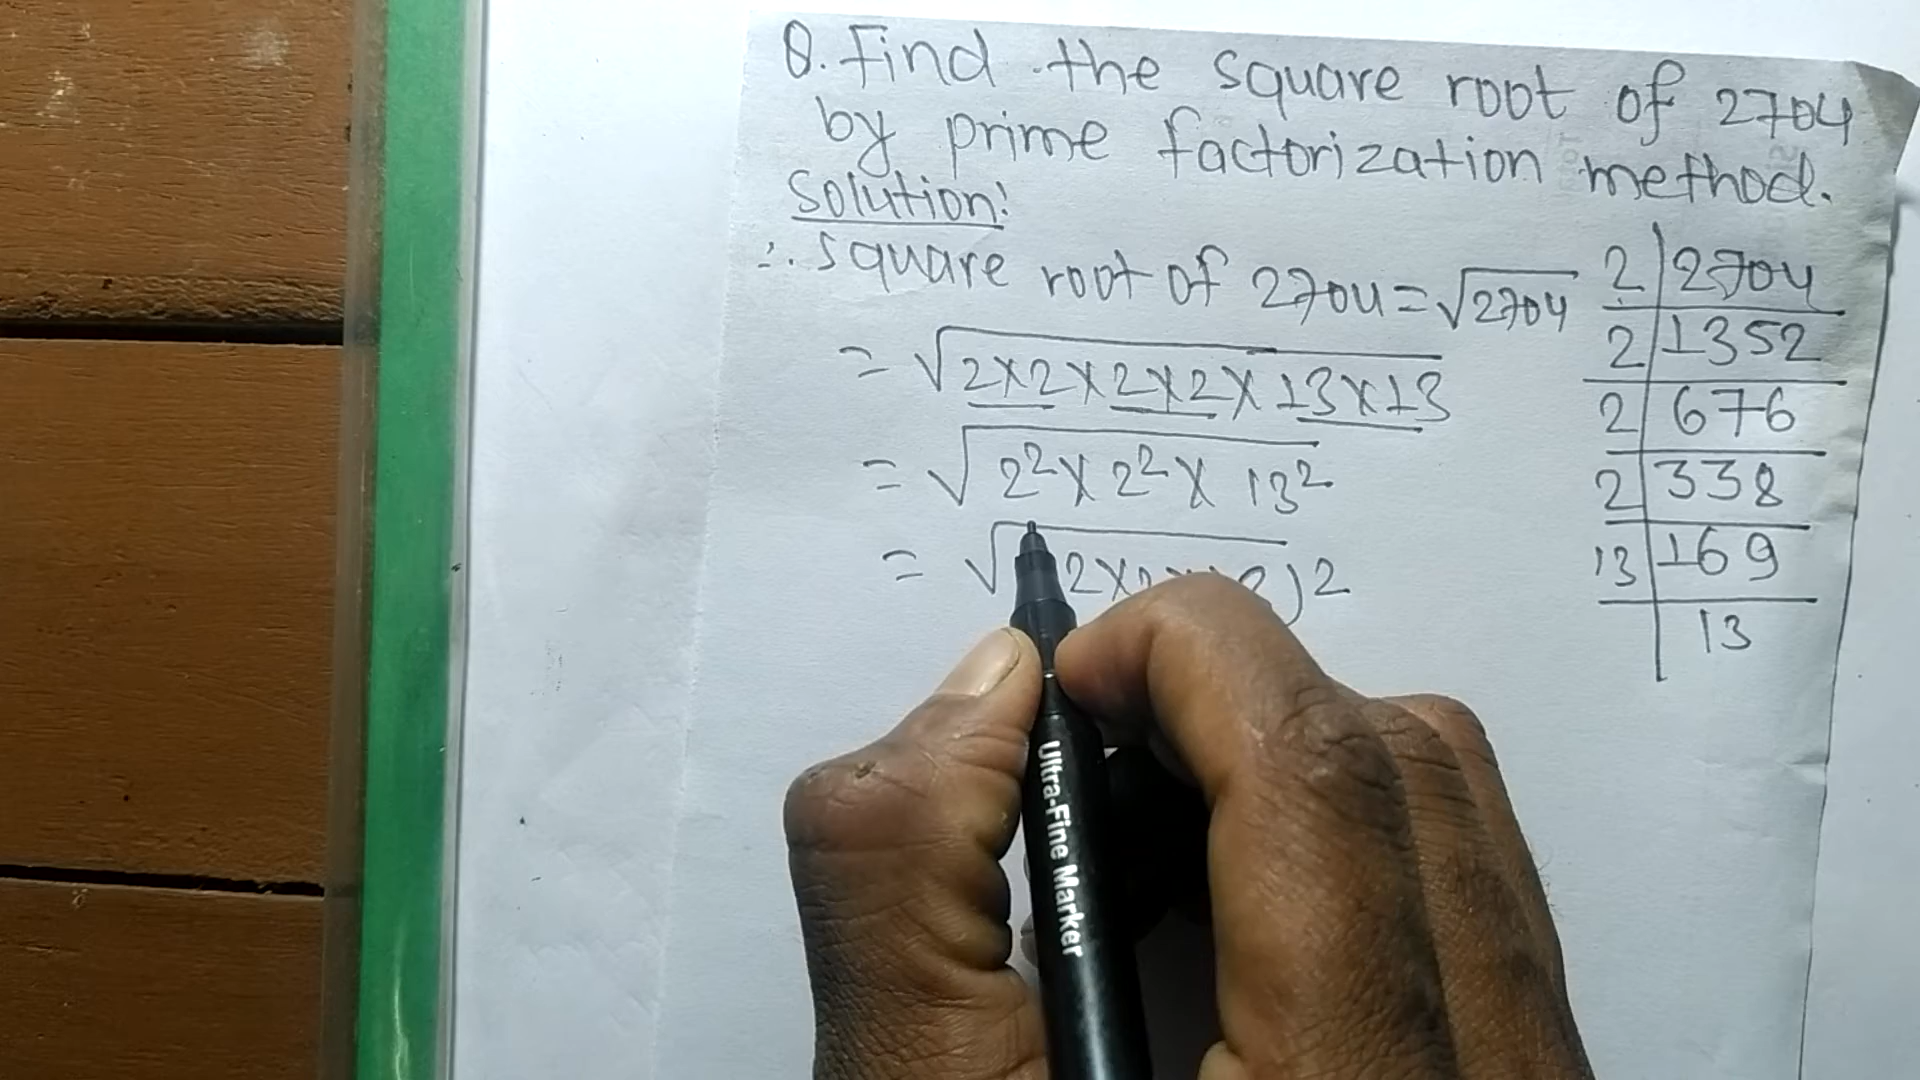 Q. Find the square root of 2704
by prime factorization method.
Solution:
∴ square root of 2704 = √2704
= √2×2×2×2×13×13
= √2²×2²×13²
= √ 2× )2
2|2704
2|1352
2|676
2|338
13|169
|13
Ultra-Fine Marker